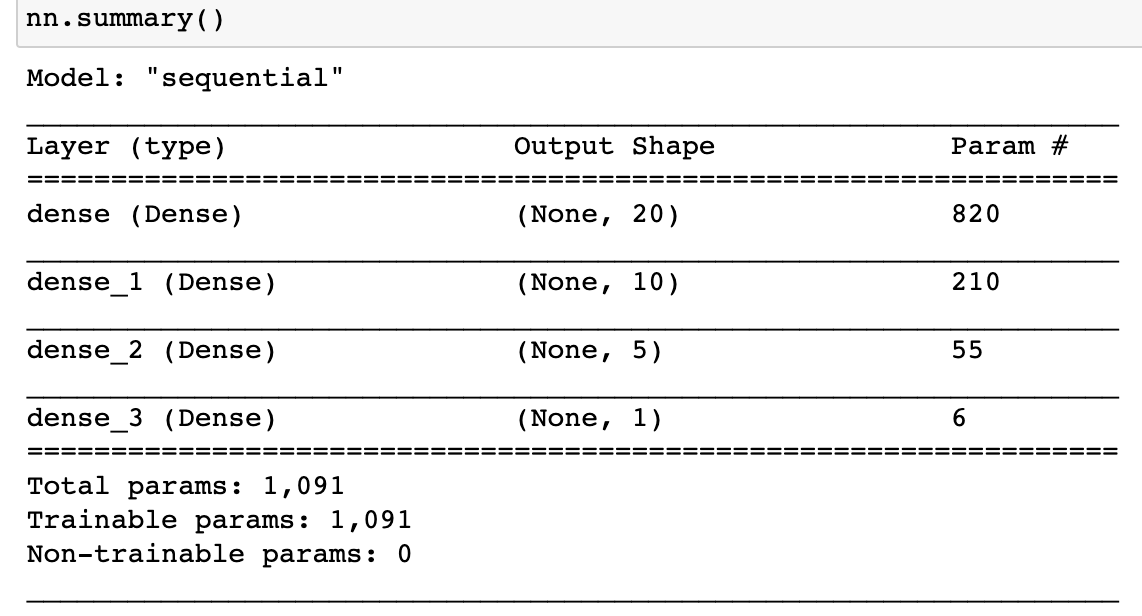 nn.summary()
Model: "sequential"
Layer (type) Output Shape Param #
=================================================================
dense (Dense) (None, 20) 820
dense_1 (Dense) (None, 10) 210
dense_2 (Dense) (None, 5) 55
dense_3 (Dense) (None, 1) 6
=================================================================
Total params: 1,091
Trainable params: 1,091
Non-trainable params: 0